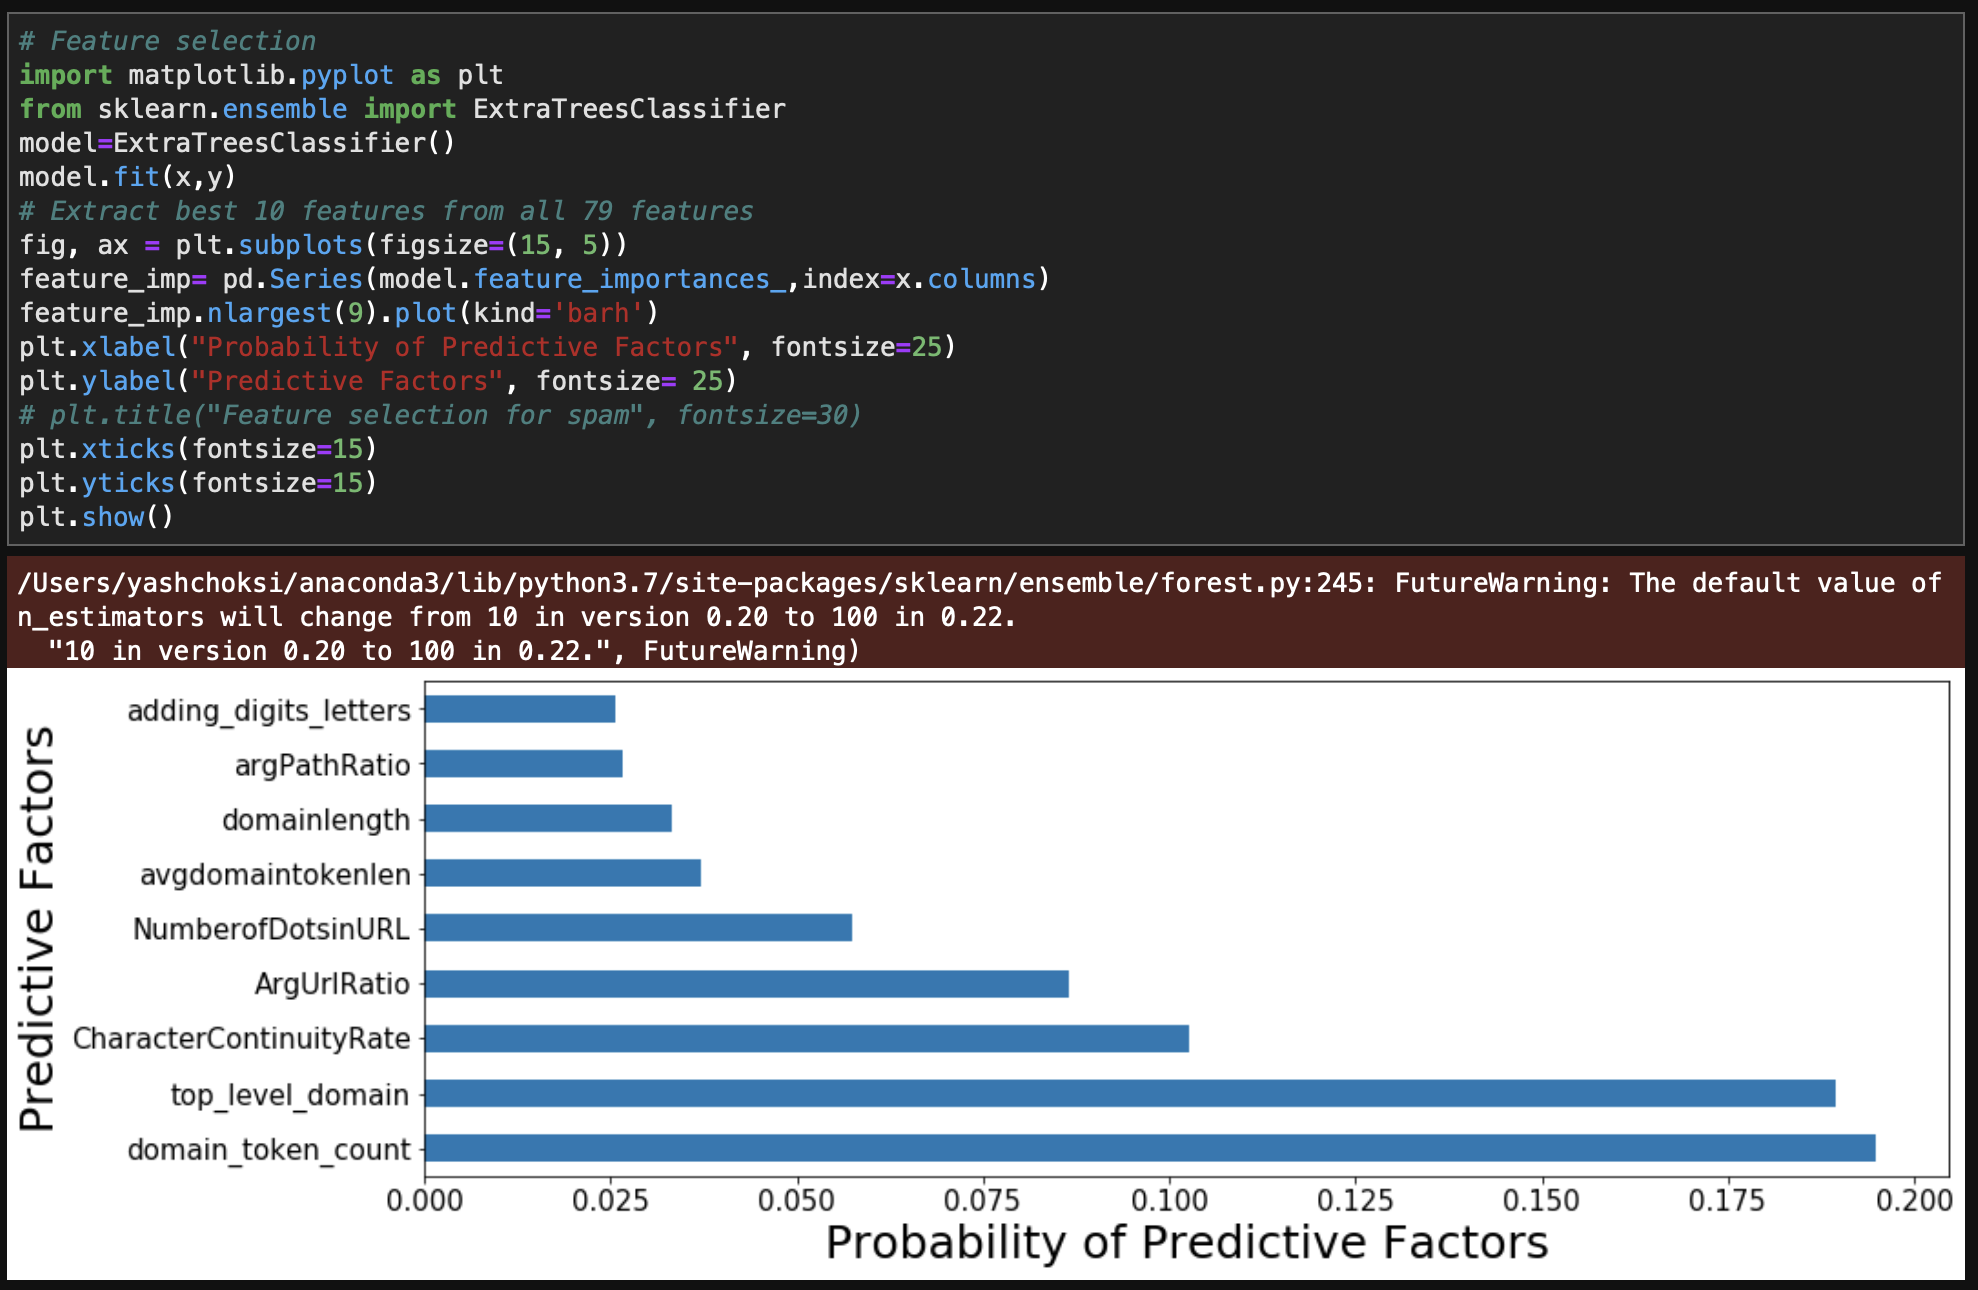 # Feature selection
import matplotlib.pyplot as plt
from sklearn.ensemble import ExtraTreesClassifier
model=ExtraTreesClassifier()
model.fit(x,y)
# Extract best 10 features from all 79 features
fig, ax = plt.subplots(figsize=(15, 5))
feature_imp= pd.Series(model.feature_importances_,index=x.columns)
feature_imp.nlargest(9).plot(kind='barh')
plt.xlabel("Probability of Predictive Factors", fontsize=25)
plt.ylabel("Predictive Factors", fontsize= 25)
# plt.title("Feature selection for spam", fontsize=30)
plt.xticks(fontsize=15)
plt.yticks(fontsize=15)
plt.show()
/Users/yashchoksi/anaconda3/lib/python3.7/site-packages/sklearn/ensemble/forest.py:245: FutureWarning: The default value of
n_estimators will change from 10 in version 0.20 to 100 in 0.22.
"10 in version 0.20 to 100 in 0.22.", FutureWarning)
Predictive Factors
adding_digits_letters
argPathRatio
domainlength
avgdomaintokenlen
NumberofDotsinURL
ArgUrlRatio
CharacterContinuityRate
top_level_domain
domain_token_count
0.000 0.025 0.050 0.075 0.100 0.125 0.150 0.175 0.200
Probability of Predictive Factors